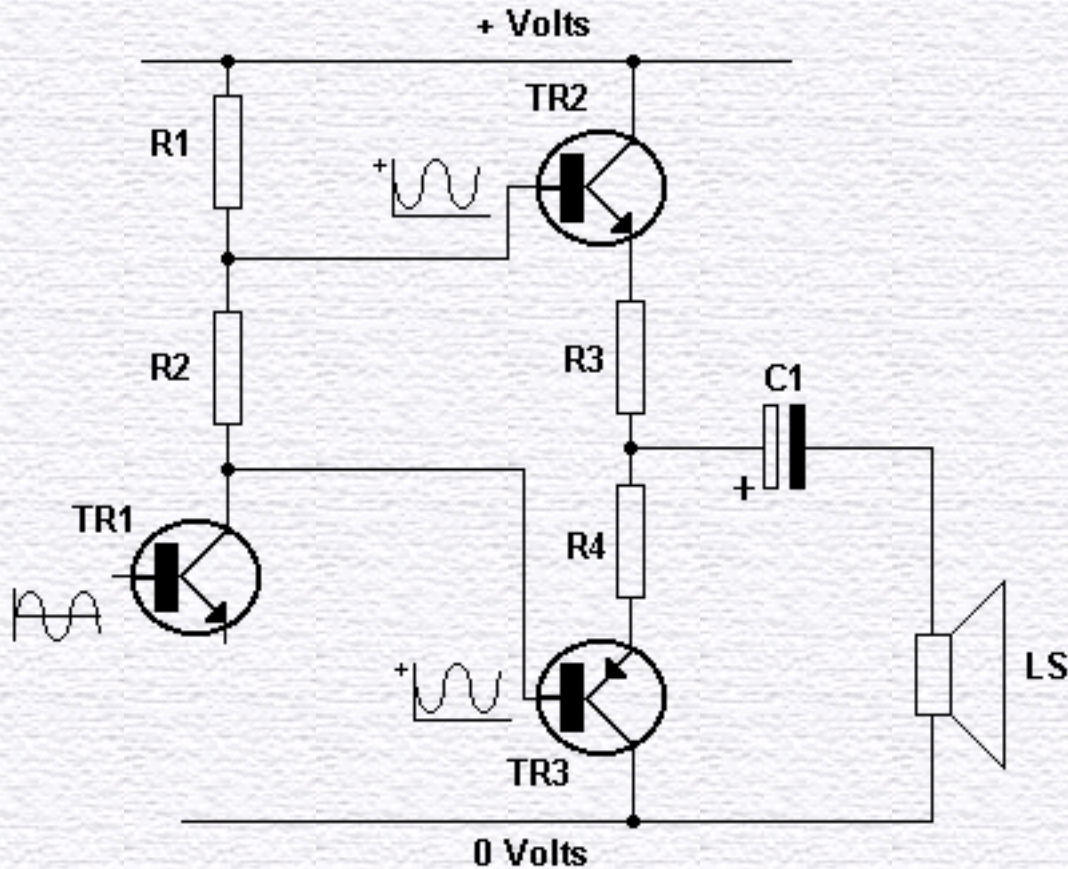 + Volts
TR2
R1
+
R2
R3
C1
+
TR1
R4
+
LS
TR3
0 Volts